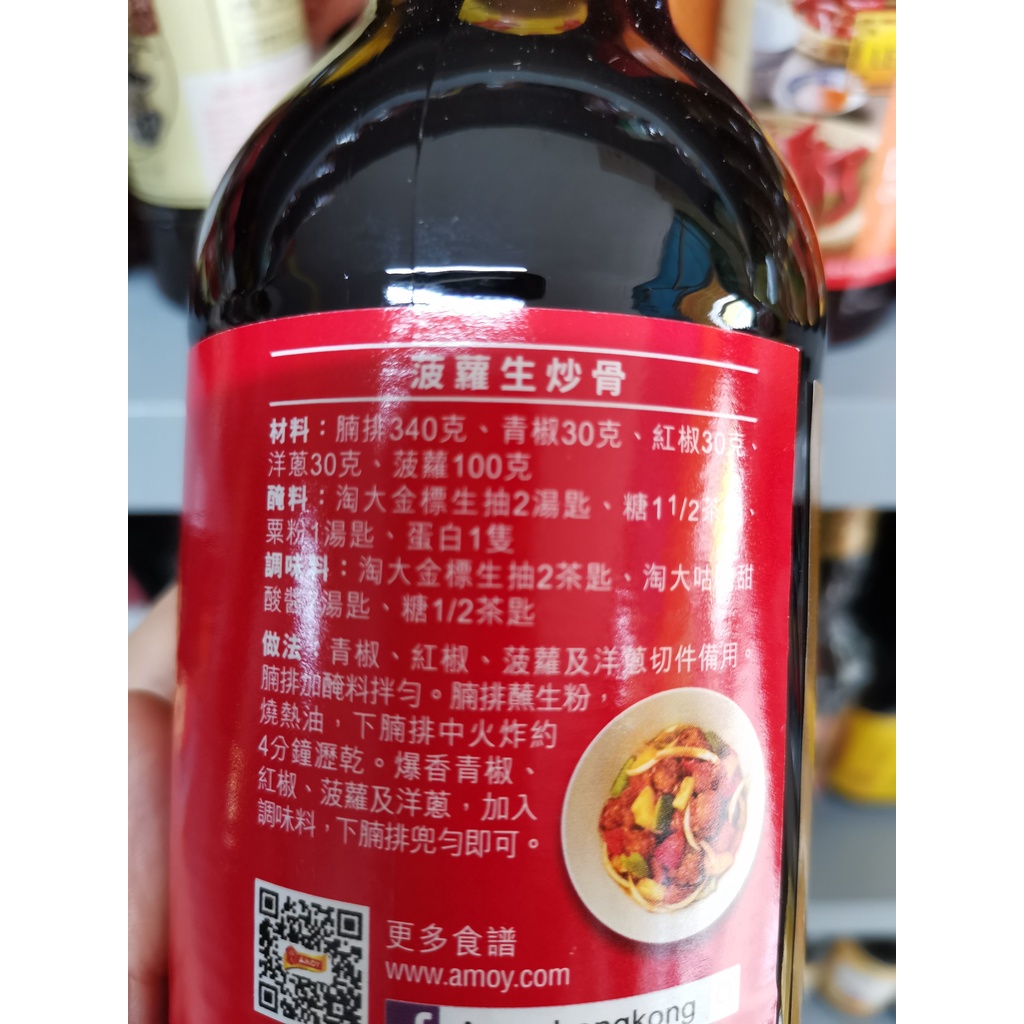 菠蘿生炒骨
材料：腩排340克、青椒30克、紅椒30克、
洋蔥30克、菠蘿100克
醃料：淘大金標生抽2湯匙、糖1 1/2茶、
粟粉1湯匙、蛋白1隻
調味料：淘大金標生抽2茶匙、淘大咕甜
酸醬湯匙、糖1/2茶匙
做法：青椒、紅椒、菠蘿及洋蔥切件備用。
腩排加醃料拌勻。腩排蘸生粉，
燒熱油，下腩排中火炸約
4分鐘瀝乾。爆香青椒、
紅椒、菠蘿及洋蔥，加入
調味料，下腩排兜勻即可。
AMOY
更多食譜
www.amoy.com